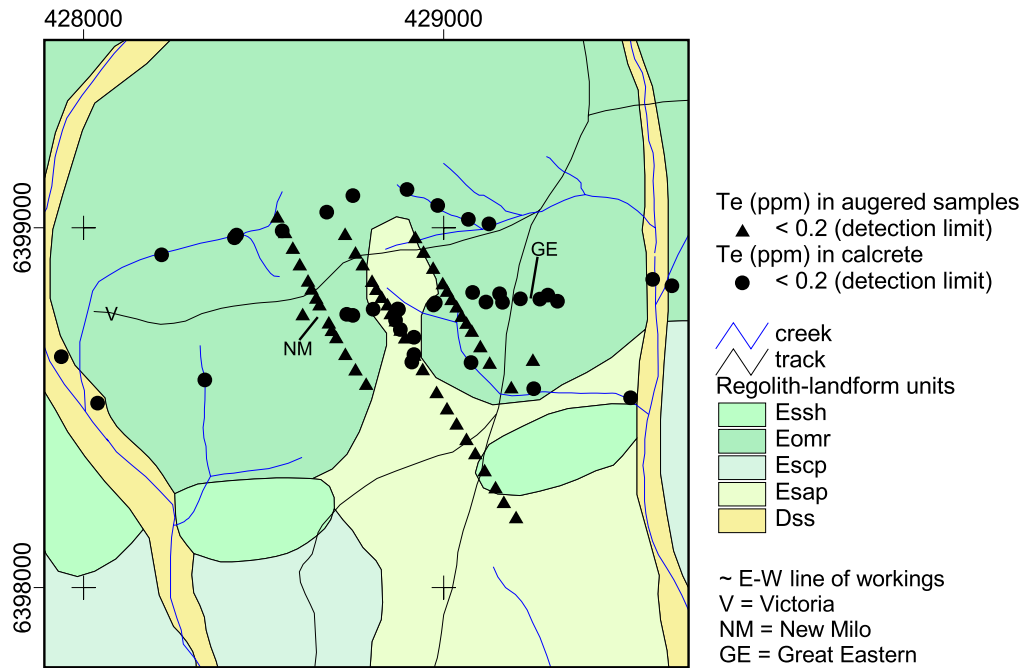 428000 429000
6399000
6398000
V
NM
GE
Te (ppm) in augered samples
< 0.2 (detection limit)
Te (ppm) in calcrete
< 0.2 (detection limit)
creek
track
Regolith-landform units
Essh
Eomr
Escp
Esap
Dss
~ E-W line of workings
V = Victoria
NM = New Milo
GE = Great Eastern